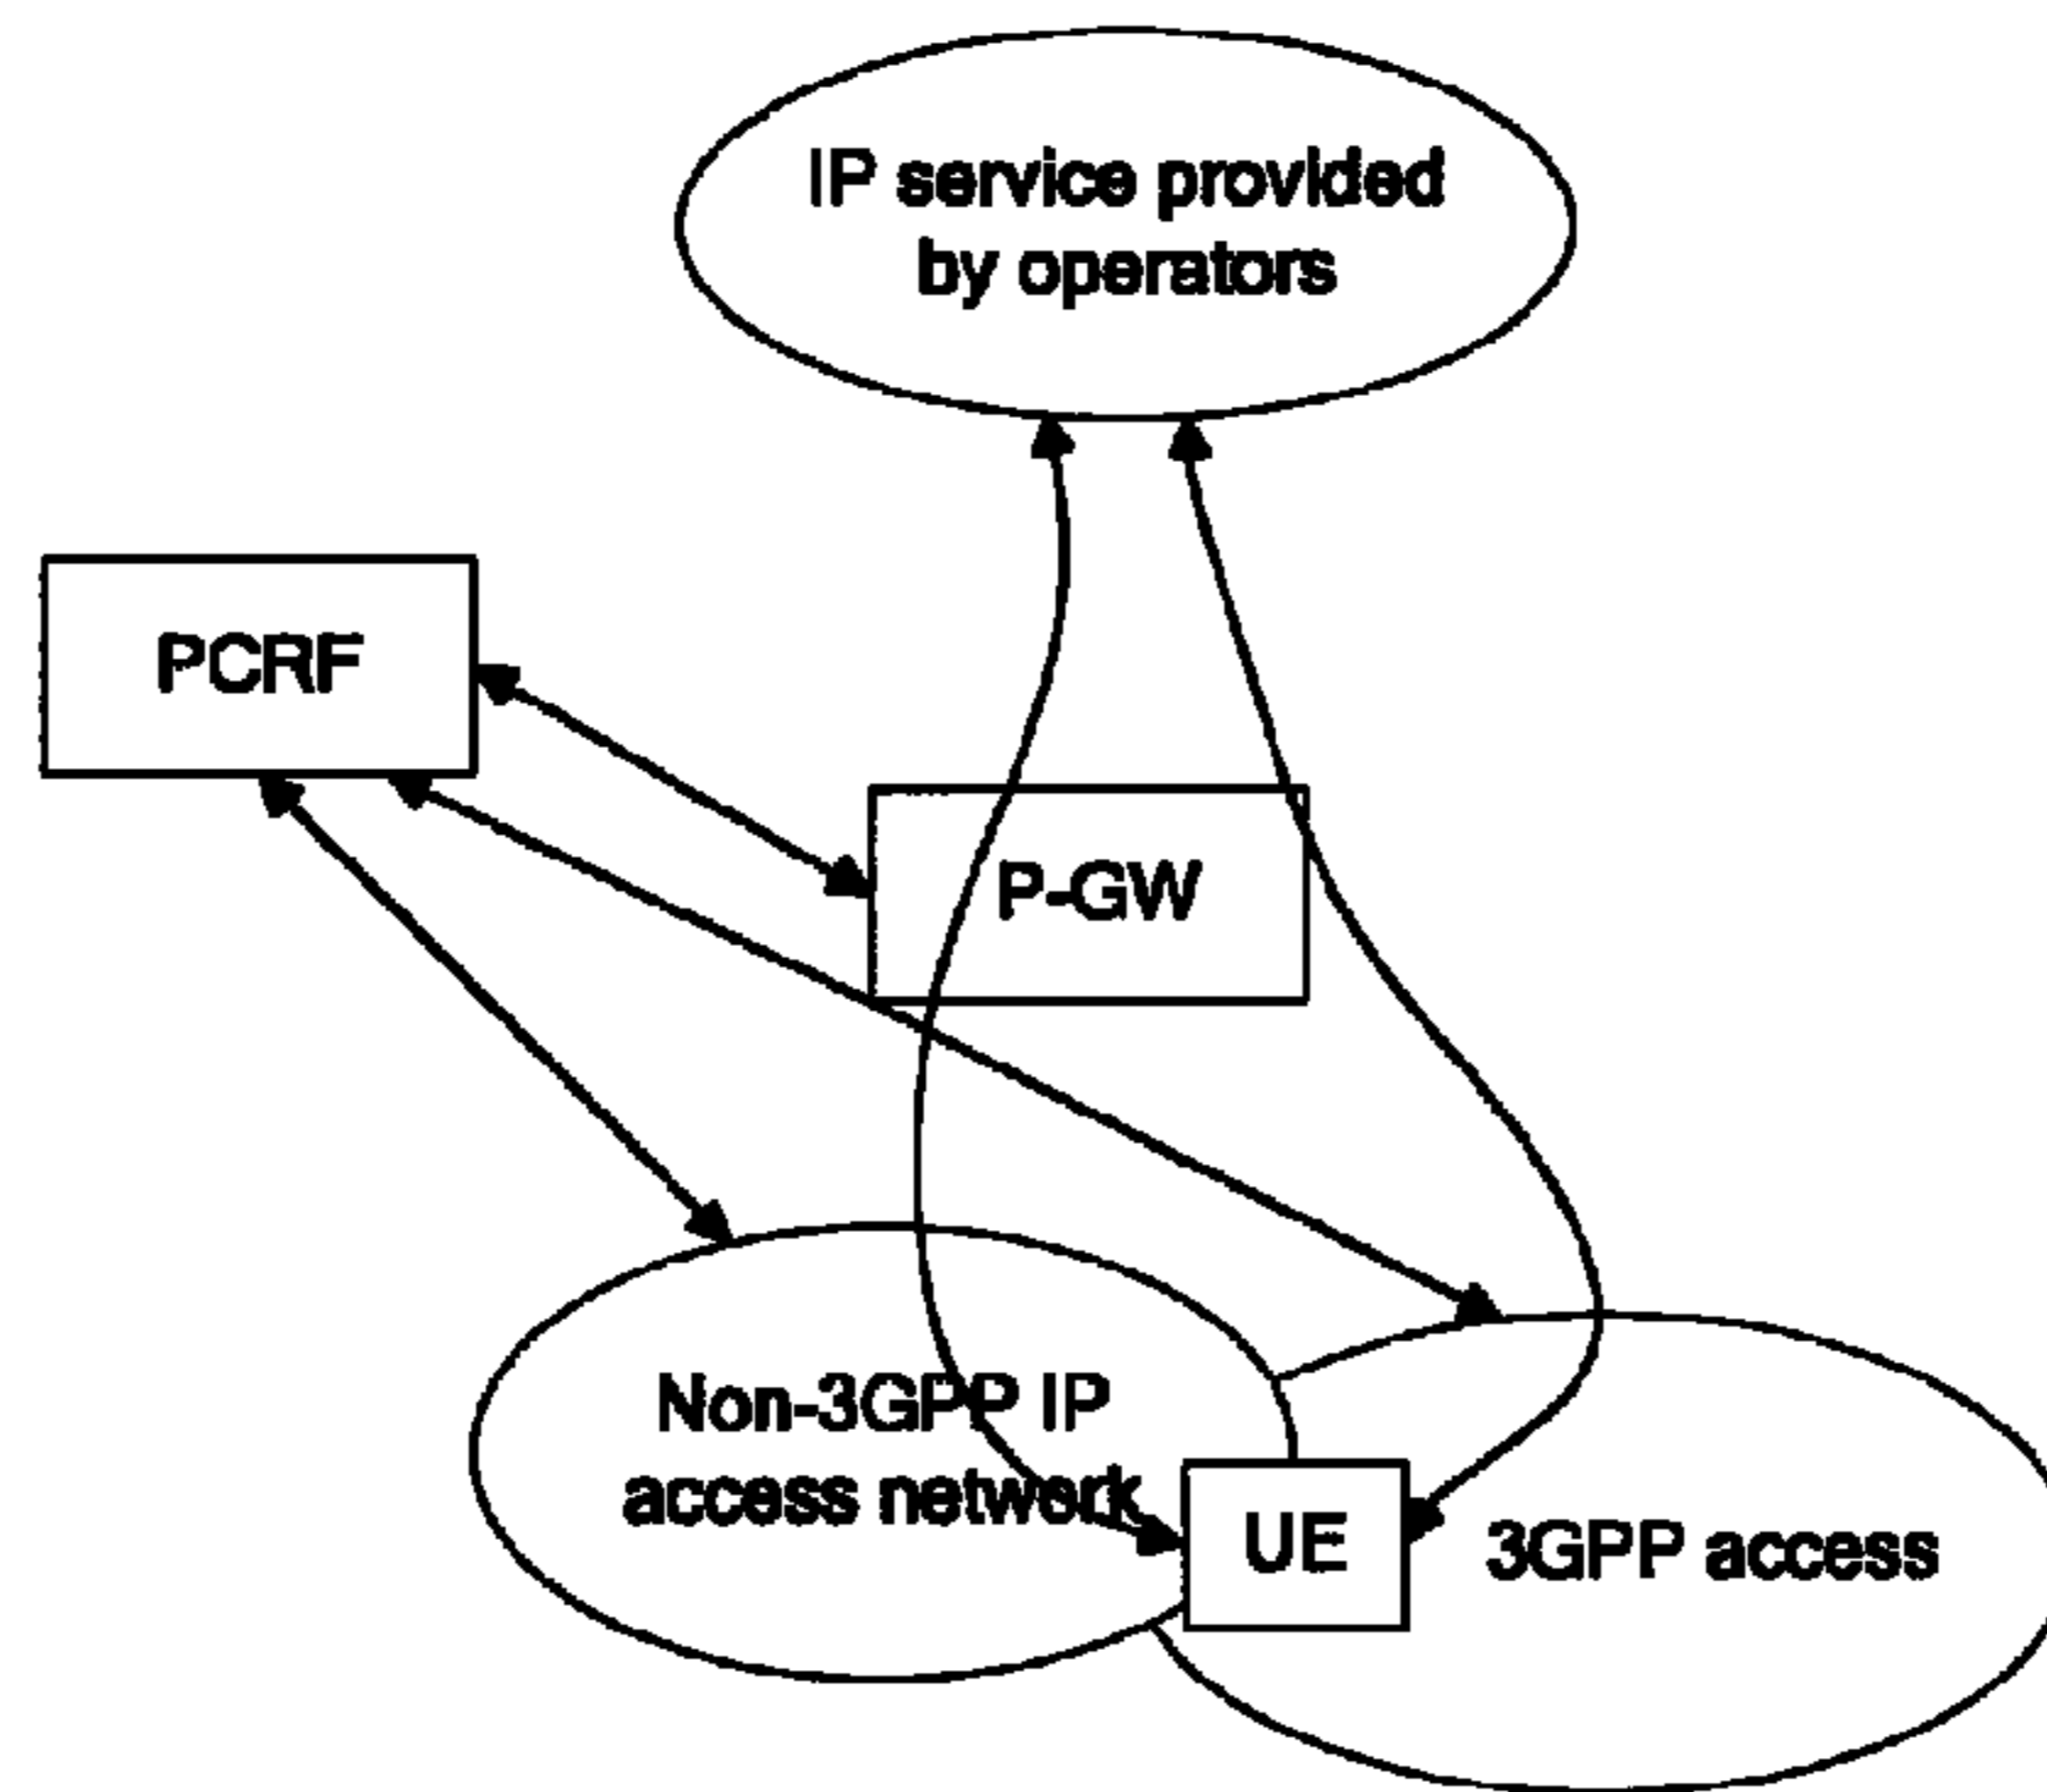 IP service provided
by operators
PCRF
P-GW
Non-3GPP IP
access network
UE
3GPP access